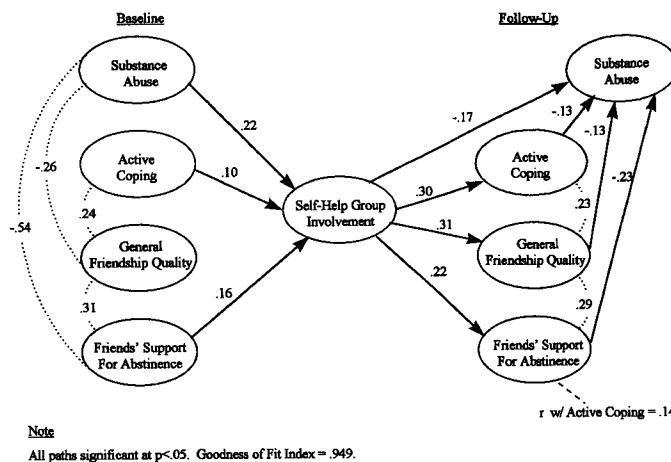 Baseline
Follow-Up
Substance
Abuse
Substance
Abuse
.22
-.17
-.13
-.13
-.26
Active
Coping
.10
Active
Coping
.30
-.23
-.54
.24
Self-Help Group
Involvement
.23
.31
General
Friendship Quality
General
Friendship Quality
.22
.31
.16
.29
Friends' Support
For Abstinence
Friends' Support
For Abstinence
r w/ Active Coping = .14
Note
All paths significant at p<.05. Goodness of Fit Index = .949.